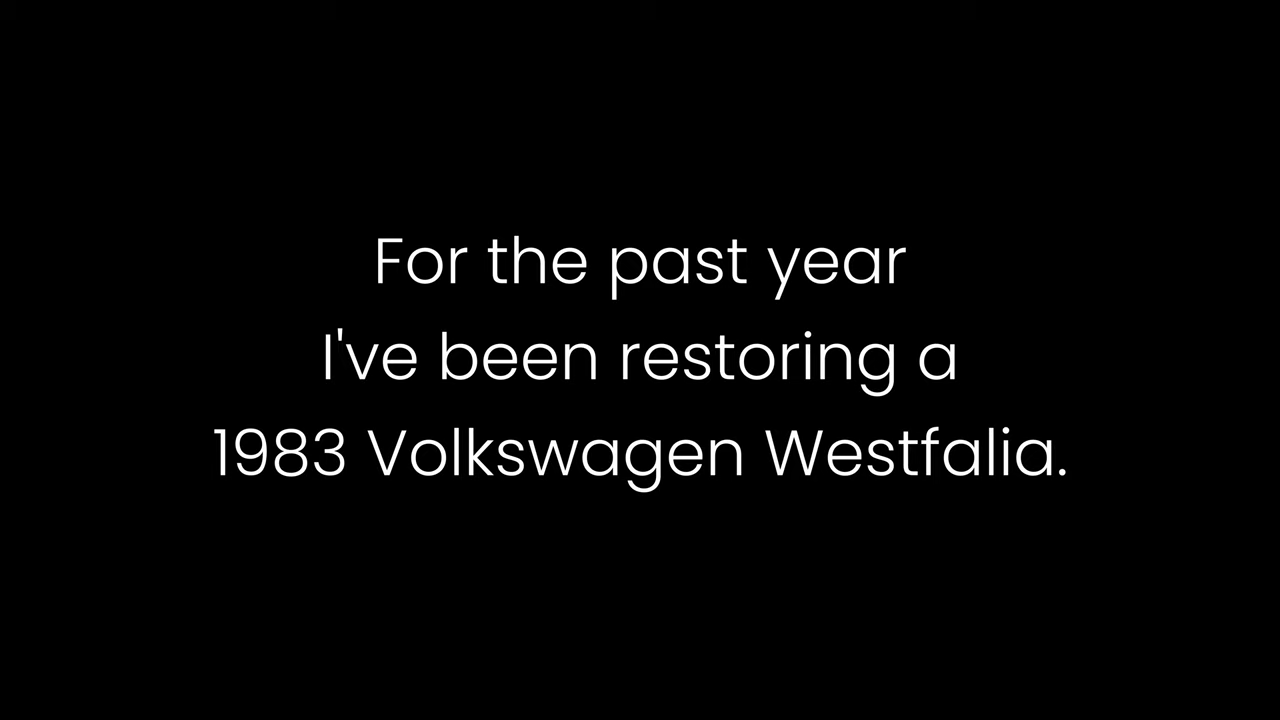 For the past year
I've been restoring a
1983 Volkswagen Westfalia.